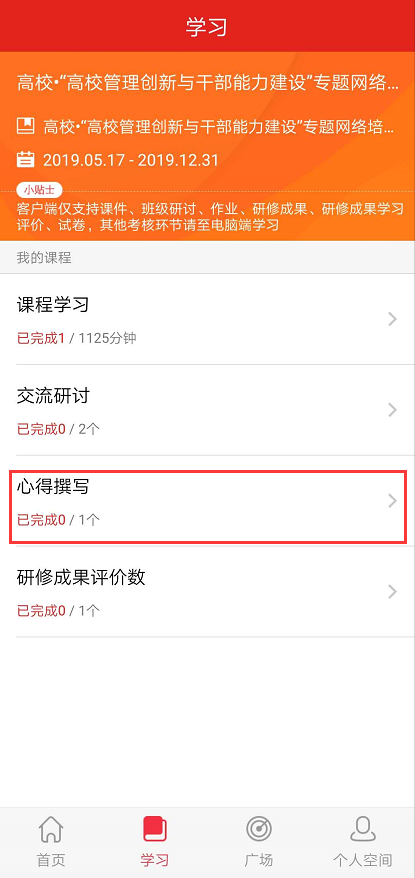 学习
高校•“高校管理创新与干部能力建设”专题网络...
高校•“高校管理创新与干部能力建设”专题网络培...
2019.05.17 - 2019.12.31
小贴士
客户端仅支持课件、班级研讨、作业、研修成果、研修成果学习
评价、试卷，其他考核环节请至电脑端学习
我的课程
课程学习
已完成1 / 1125分钟
交流研讨
已完成0 / 2个
心得撰写
已完成0 / 1个
研修成果评价数
已完成0 / 1个
首页 学习 广场 个人空间